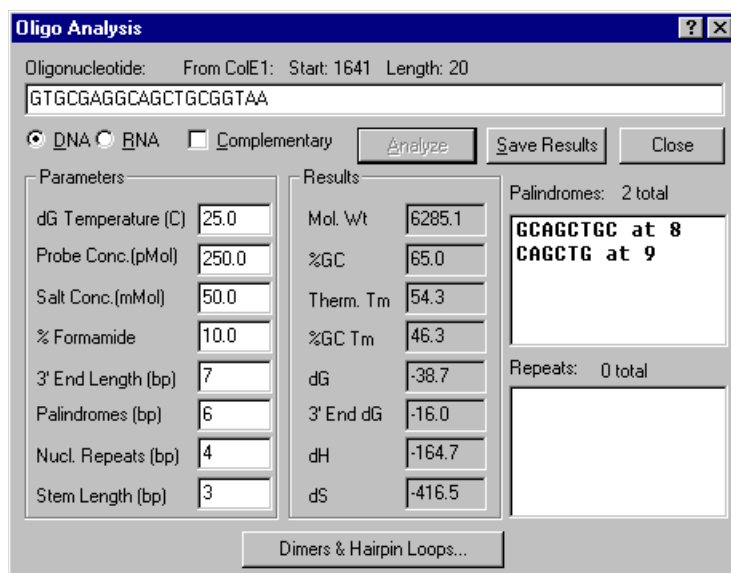 Oligo Analysis
Oligonucleotide: From ColE1: Start: 1641 Length: 20
GTGCGAGGCAGCTGCGGTAA
DNA RNA Complementary Analyze Save Results Close
Parameters
dG Temperature (C) 25.0
Probe Conc.(pMol) 250.0
Salt Conc.(mMol) 50.0
% Formamide 10.0
3' End Length (bp) 7
Palindromes (bp) 6
Nucl. Repeats (bp) 4
Stem Length (bp) 3
Results
Mol. Wt 6285.1
%GC 65.0
Therm. Tm 54.3
%GC Tm 46.3
dG -38.7
3' End dG -16.0
dH -164.7
dS -416.5
Palindromes: 2 total
GCAGCTGC at 8
CAGCTG at 9
Repeats: 0 total
Dimers & Hairpin Loops...